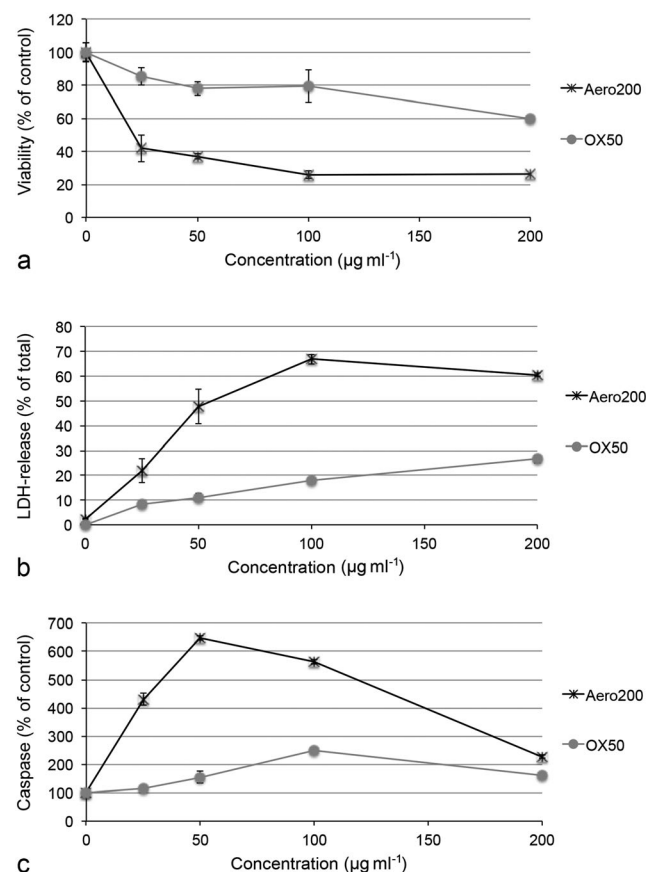 Viability (% of control)
120
100
80
60
40
20
0
0 50 100 150 200
Concentration (µg ml-1)
Aero200
OX50
a
LDH-release (% of total)
80
70
60
50
40
30
20
10
0
0 50 100 150 200
Concentration (µg ml-1)
Aero200
OX50
b
Caspase (% of control)
700
600
500
400
300
200
100
0
0 50 100 150 200
Concentration (µg ml-1)
Aero200
OX50
c